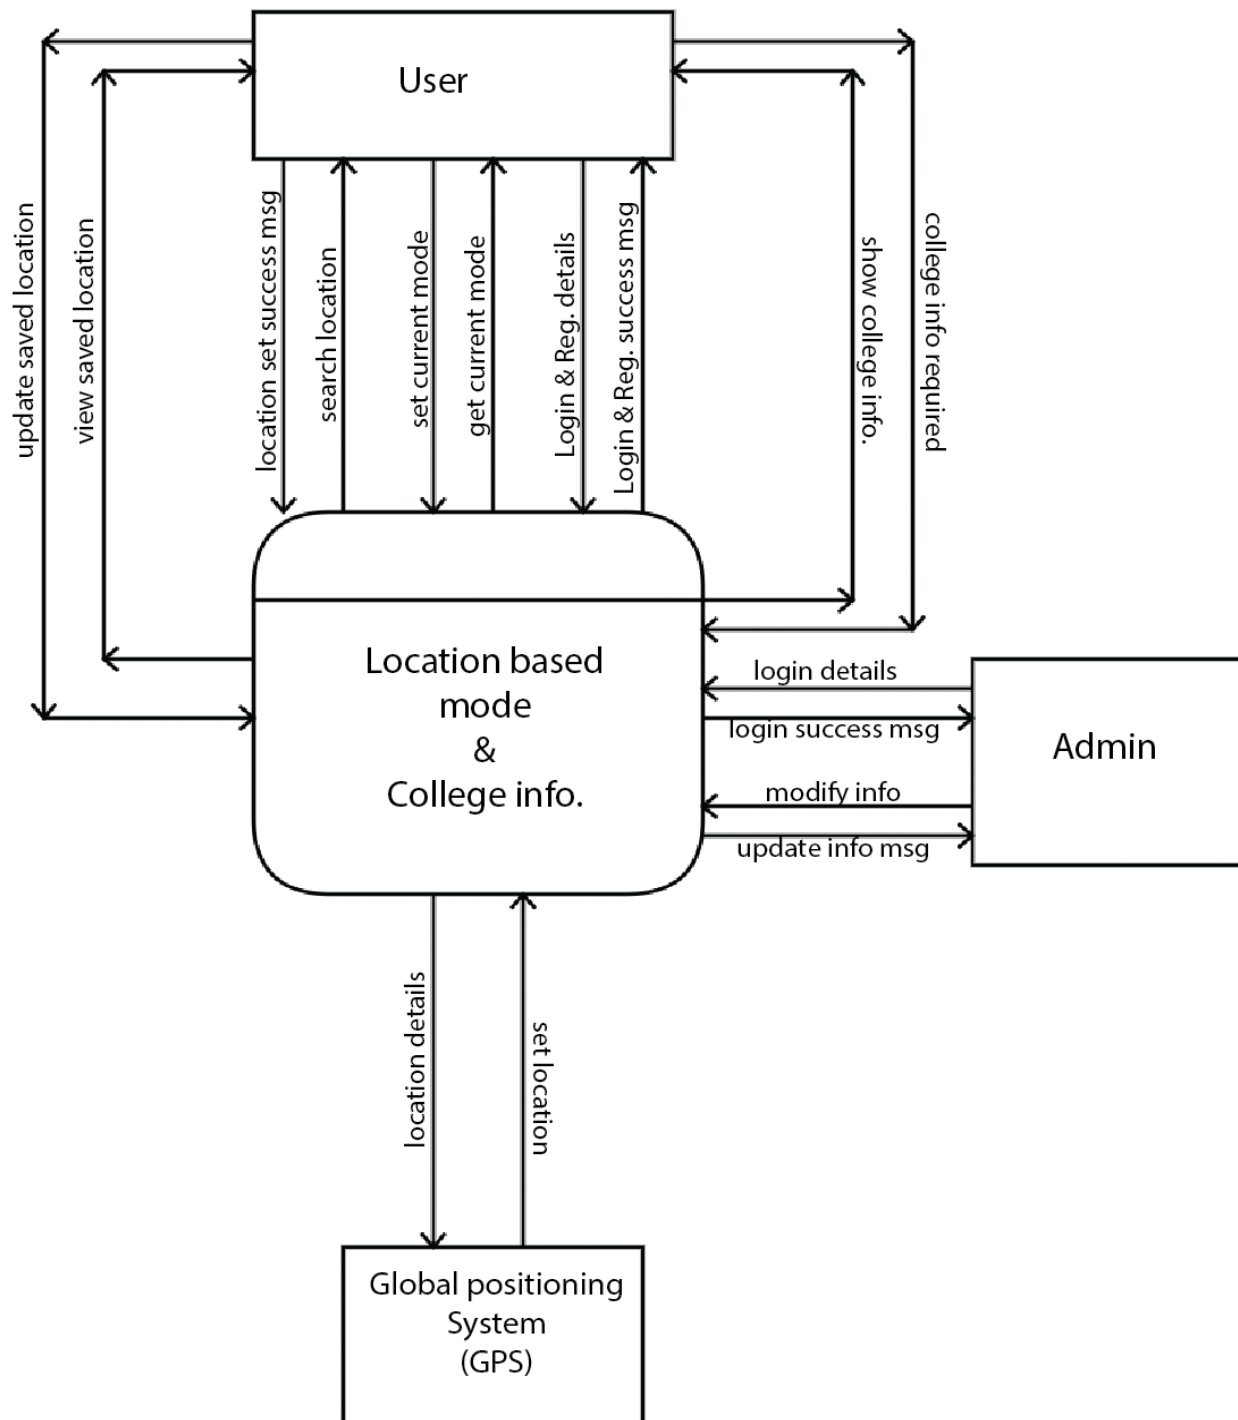 User
update saved location
view saved location
location set success msg
search location
set current mode
get current mode
Login & Reg. details
Login & Reg. success msg
show college info.
college info required
Location based
mode
&
College info.
login details
login success msg
modify info
update info msg
Admin
location details
set location
Global positioning
System
(GPS)